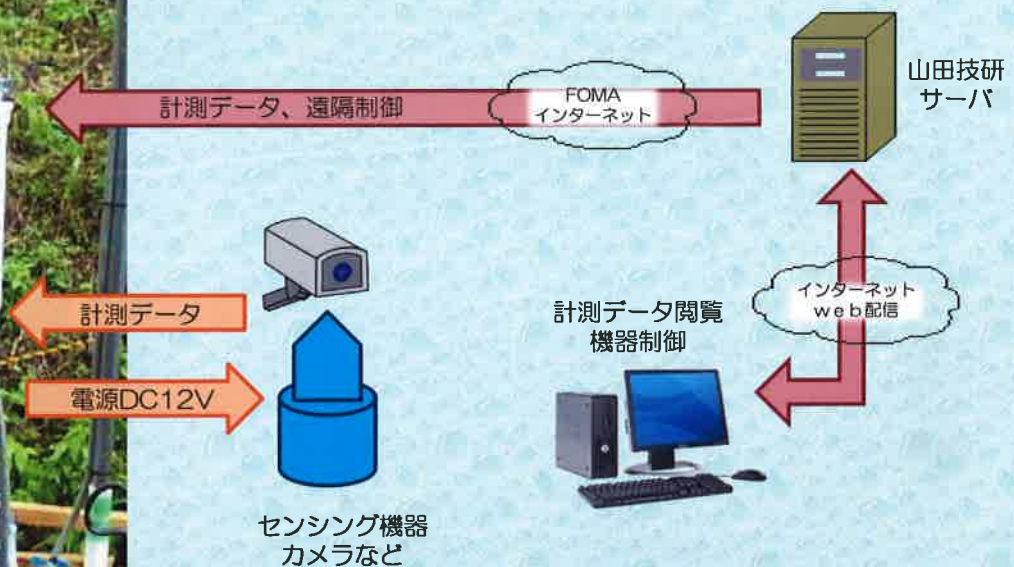 計測データ、遠隔制御
FOMA
インターネット
山田技研
サーバ
計測データ
電源DC12V
センシング機器
カメラなど
計測データ閲覧
機器制御
インターネット
web配信